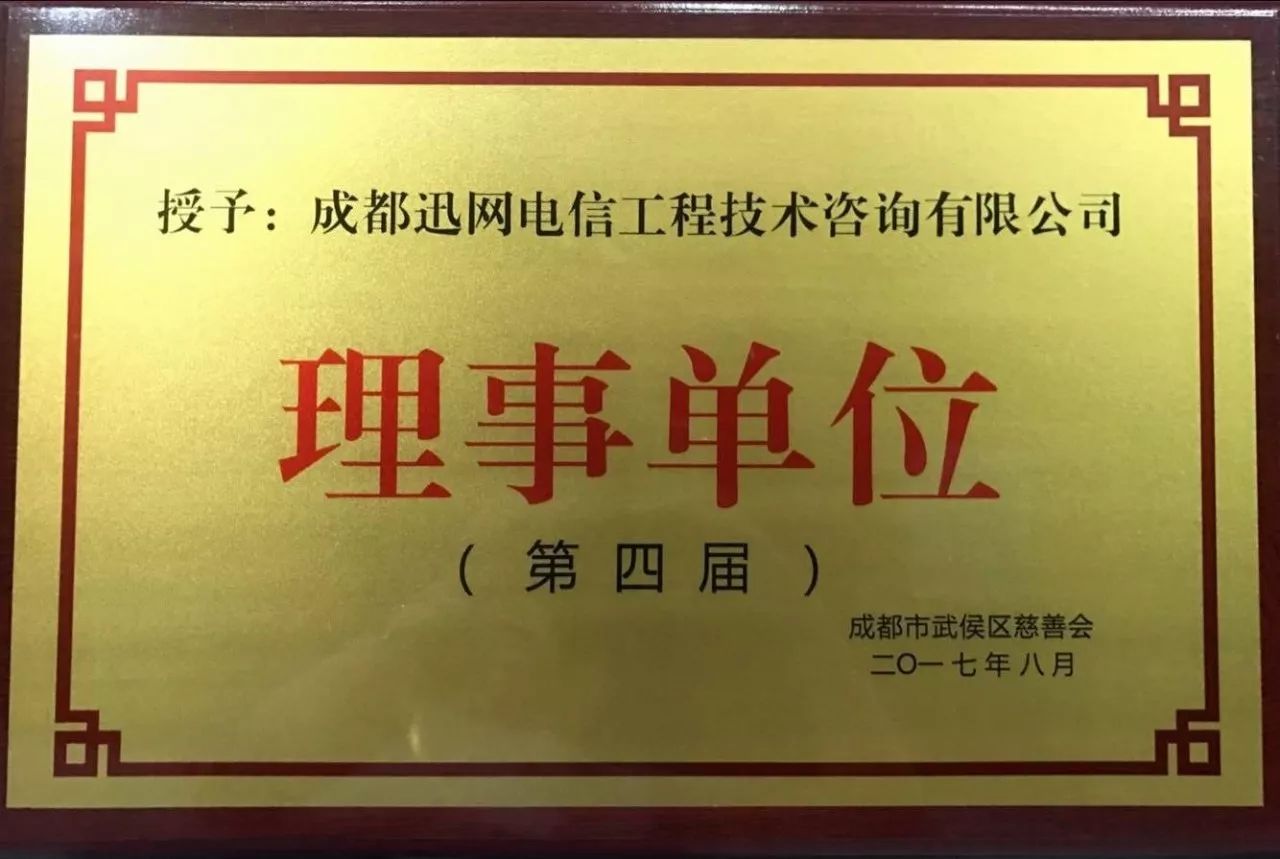 授予：成都迅网电信工程技术咨询有限公司
理事单位
（第四届）
成都市武侯区慈善会
二〇一七年八月